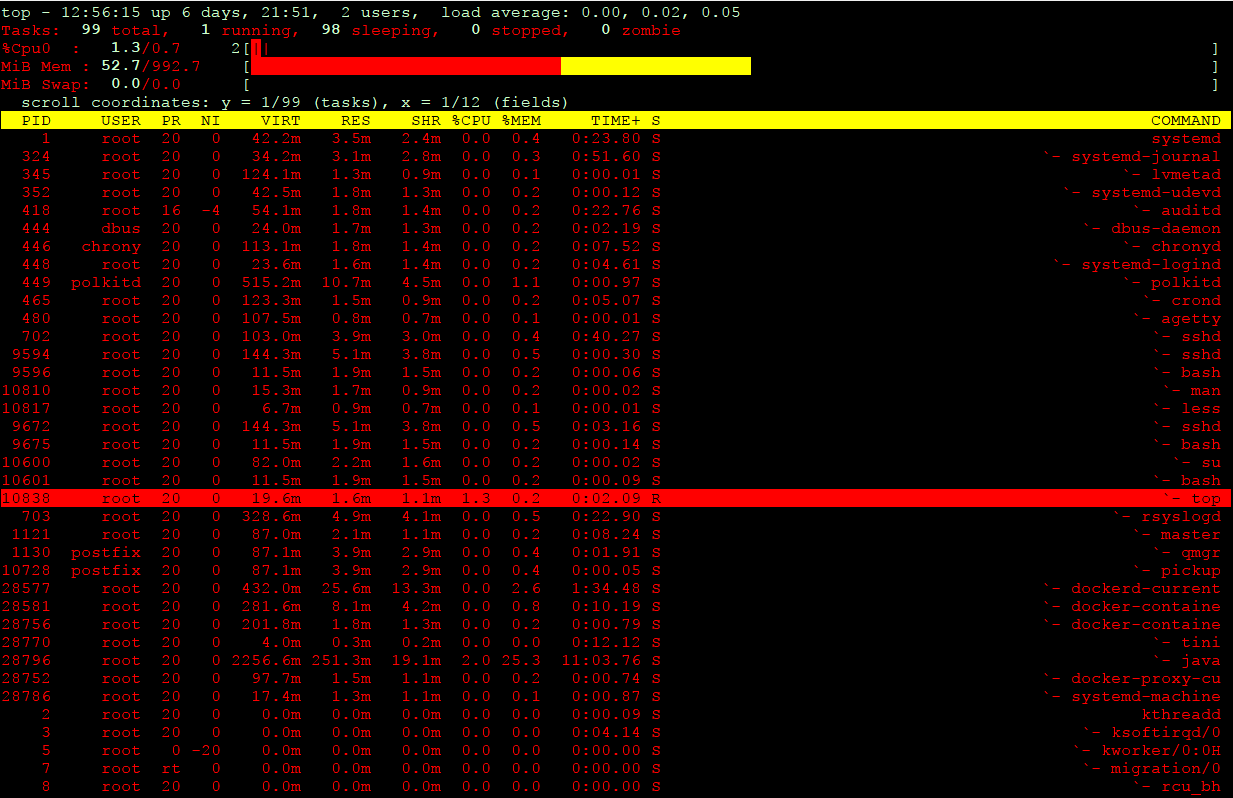 top - 12:56:15 up 6 days, 21:51,  2 users,  load average: 0.00, 0.02, 0.05
Tasks:  99 total,   1 running,  98 sleeping,   0 stopped,   0 zombie
%Cpu0  :   1.3/0.7     2[||                                                                                              ]
MiB Mem : 52.7/992.7    [                                                                                                ]
MiB Swap:  0.0/0.0      [                                                                                                ]
  scroll coordinates: y = 1/99 (tasks), x = 1/12 (fields)
PID USER PR NI VIRT RES SHR %CPU %MEM TIME+ S COMMAND
1 root 20 0 42.2m 3.5m 2.4m 0.0 0.4 0:23.80 S systemd
324 root 20 0 34.2m 3.1m 2.8m 0.0 0.3 0:51.60 S `- systemd-journal
345 root 20 0 124.1m 1.3m 0.9m 0.0 0.1 0:00.01 S `- lvmetad
352 root 20 0 42.5m 1.8m 1.3m 0.0 0.2 0:00.12 S `- systemd-udevd
418 root 16 -4 54.1m 1.8m 1.4m 0.0 0.2 0:22.76 S `- auditd
444 dbus 20 0 24.0m 1.7m 1.3m 0.0 0.2 0:02.19 S `- dbus-daemon
446 chrony 20 0 113.1m 1.8m 1.4m 0.0 0.2 0:07.52 S `- chronyd
448 root 20 0 23.6m 1.6m 1.4m 0.0 0.2 0:04.61 S `- systemd-logind
449 polkitd 20 0 515.2m 10.7m 4.5m 0.0 1.1 0:00.97 S `- polkitd
465 root 20 0 123.3m 1.5m 0.9m 0.0 0.2 0:05.07 S `- crond
480 root 20 0 107.5m 0.8m 0.7m 0.0 0.1 0:00.01 S `- agetty
702 root 20 0 103.0m 3.9m 3.0m 0.0 0.4 0:40.27 S `- sshd
9594 root 20 0 144.3m 5.1m 3.8m 0.0 0.5 0:00.30 S `- sshd
9596 root 20 0 11.5m 1.9m 1.5m 0.0 0.2 0:00.06 S `- bash
10810 root 20 0 15.3m 1.7m 0.9m 0.0 0.2 0:00.02 S `- man
10817 root 20 0 6.7m 0.9m 0.7m 0.0 0.1 0:00.01 S `- less
9672 root 20 0 144.3m 5.1m 3.8m 0.0 0.5 0:03.16 S `- sshd
9675 root 20 0 11.5m 1.9m 1.5m 0.0 0.2 0:00.14 S `- bash
10600 root 20 0 82.0m 2.2m 1.6m 0.0 0.2 0:00.02 S `- su
10601 root 20 0 11.5m 1.9m 1.5m 0.0 0.2 0:00.09 S `- bash
10838 root 20 0 19.6m 1.6m 1.1m 1.3 0.2 0:02.09 R `- top
703 root 20 0 328.6m 4.9m 4.1m 0.0 0.5 0:22.90 S `- rsyslogd
1121 root 20 0 87.0m 2.1m 1.1m 0.0 0.2 0:08.24 S `- master
1130 postfix 20 0 87.1m 3.9m 2.9m 0.0 0.4 0:01.91 S `- qmgr
10728 postfix 20 0 87.1m 3.9m 2.9m 0.0 0.4 0:00.05 S `- pickup
28577 root 20 0 432.0m 25.6m 13.3m 0.0 2.6 1:34.48 S `- dockerd-current
28581 root 20 0 281.6m 8.1m 4.2m 0.0 0.8 0:10.19 S `- docker-containe
28756 root 20 0 201.8m 1.8m 1.3m 0.0 0.2 0:00.79 S `- docker-containe
28770 root 20 0 4.0m 0.3m 0.2m 0.0 0.0 0:12.12 S `- tini
28796 root 20 0 2256.6m 251.3m 19.1m 2.0 25.3 11:03.76 S `- java
28752 root 20 0 97.7m 1.5m 1.1m 0.0 0.2 0:00.74 S `- docker-proxy-cu
28786 root 20 0 17.4m 1.3m 1.1m 0.0 0.1 0:00.87 S `- systemd-machine
2 root 20 0 0.0m 0.0m 0.0m 0.0 0.0 0:00.09 S kthreadd
3 root 20 0 0.0m 0.0m 0.0m 0.0 0.0 0:04.14 S `- ksoftirqd/0
5 root 0 -20 0.0m 0.0m 0.0m 0.0 0.0 0:00.00 S `- kworker/0:0H
7 root rt 0 0.0m 0.0m 0.0m 0.0 0.0 0:00.00 S `- migration/0
8 root 20 0 0.0m 0.0m 0.0m 0.0 0.0 0:00.00 S `- rcu_bh